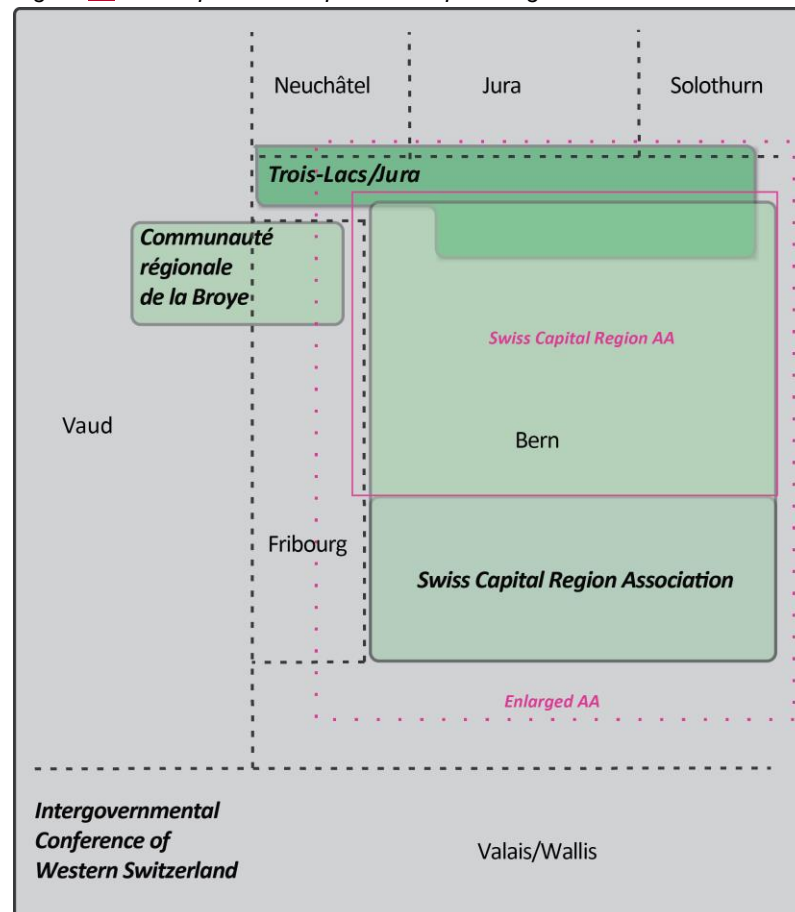 Neuchâtel
Jura
Solothurn
Trois-Lacs/Jura
Communauté
régionale
de la Broye
Swiss Capital Region AA
Vaud
Bern
Fribourg
Swiss Capital Region Association
Enlarged AA
Intergovernmental
Conference of
Western Switzerland
Valais/Wallis